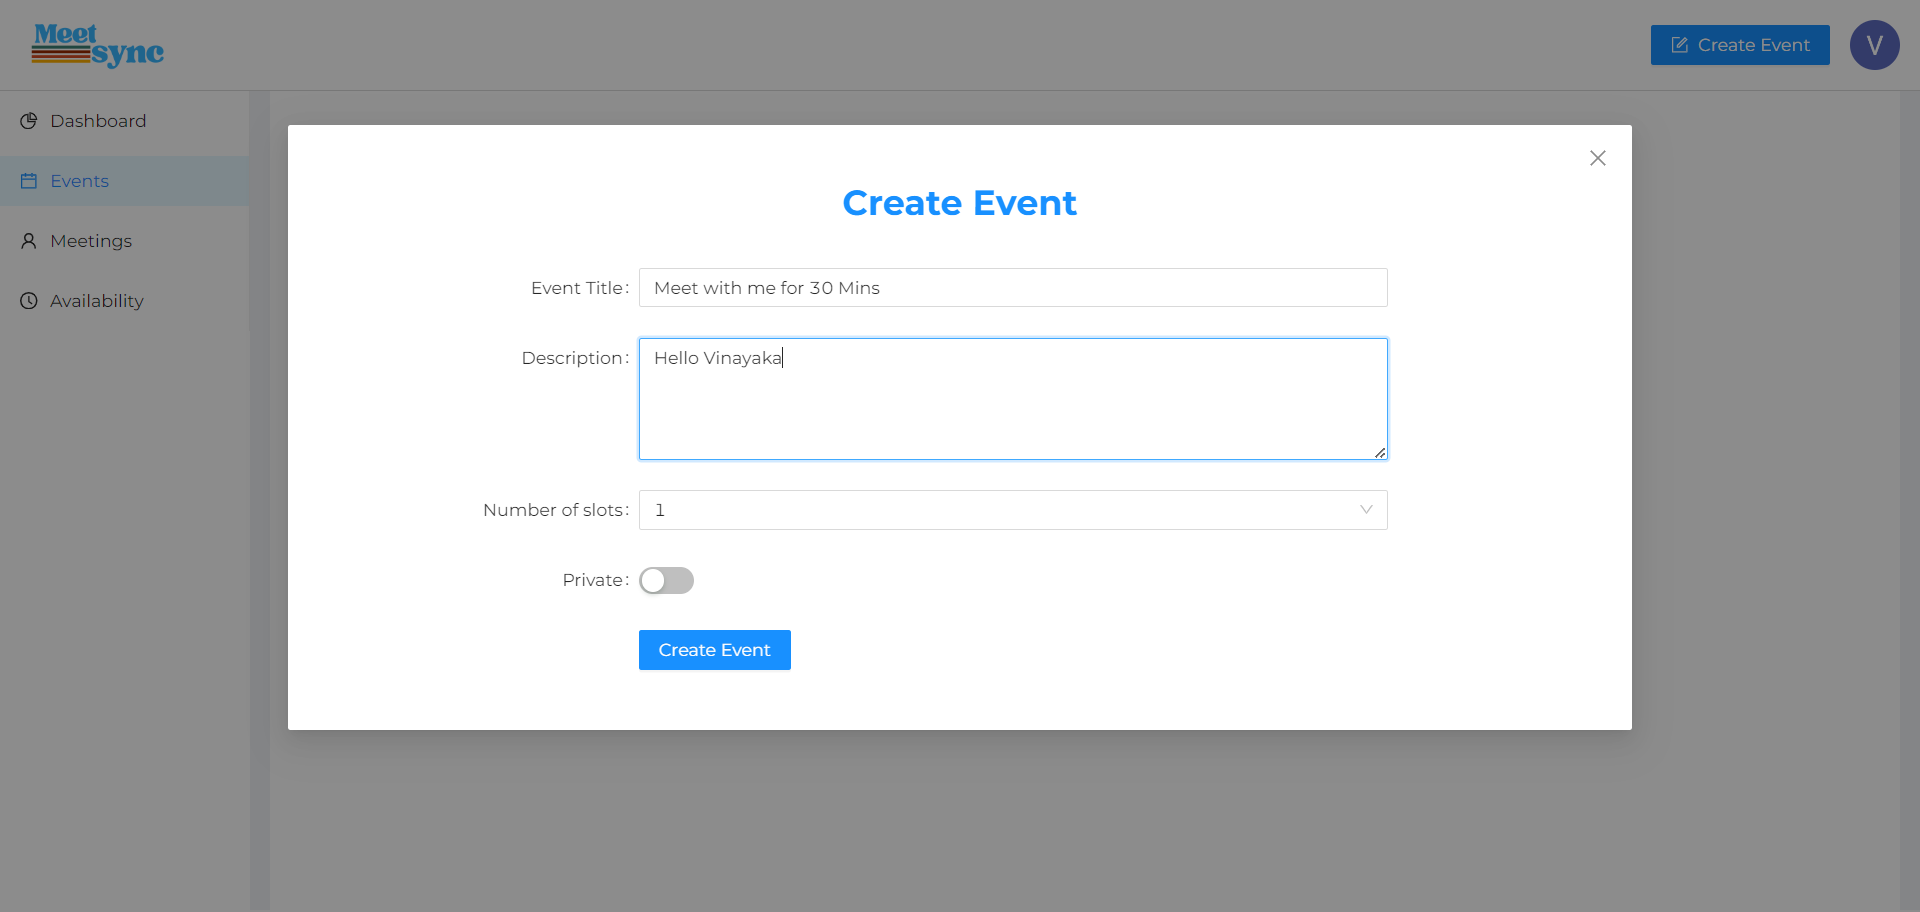 Meet
sync
Create Event
V
Dashboard
Events
Meetings
Availability
Create Event
Event Title:
Meet with me for 30 Mins
Description:
Hello Vinayaka
Number of slots:
1
Private:
Create Event